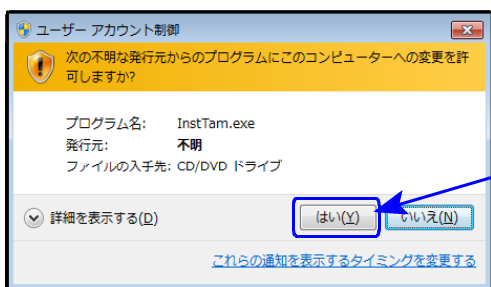 ユーザー アカウント制御
次の不明な発行元からのプログラムにこのコンピューターへの変更を許
可しますか?
プログラム名: InstTam.exe
発行元: 不明
ファイルの入手先: CD/DVD ドライブ
詳細を表示する(D) はい(Y) いいえ(N)
これらの通知を表示するタイミングを変更する